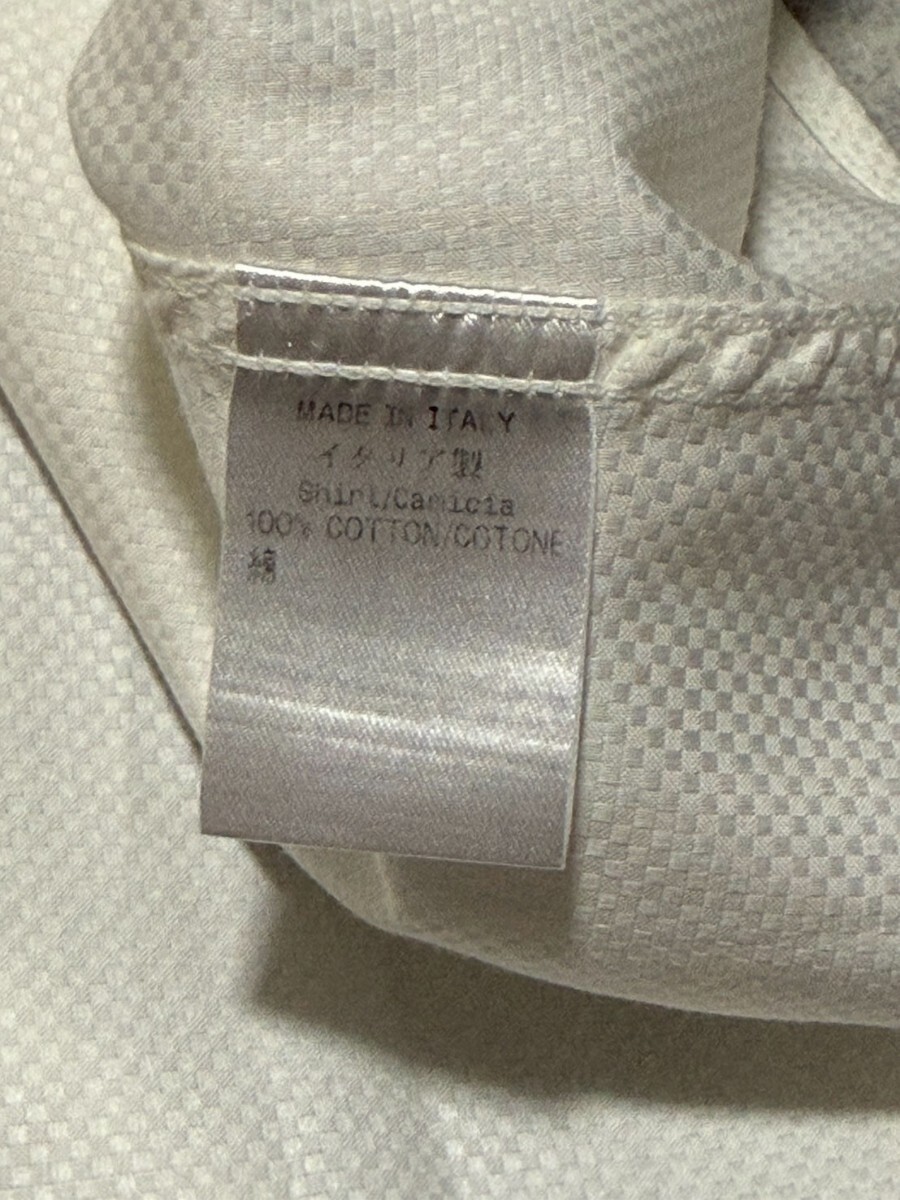 MADE IN ITALY
イタリア製
Shirt/Camicia
100% COTTON/COTONE
綿